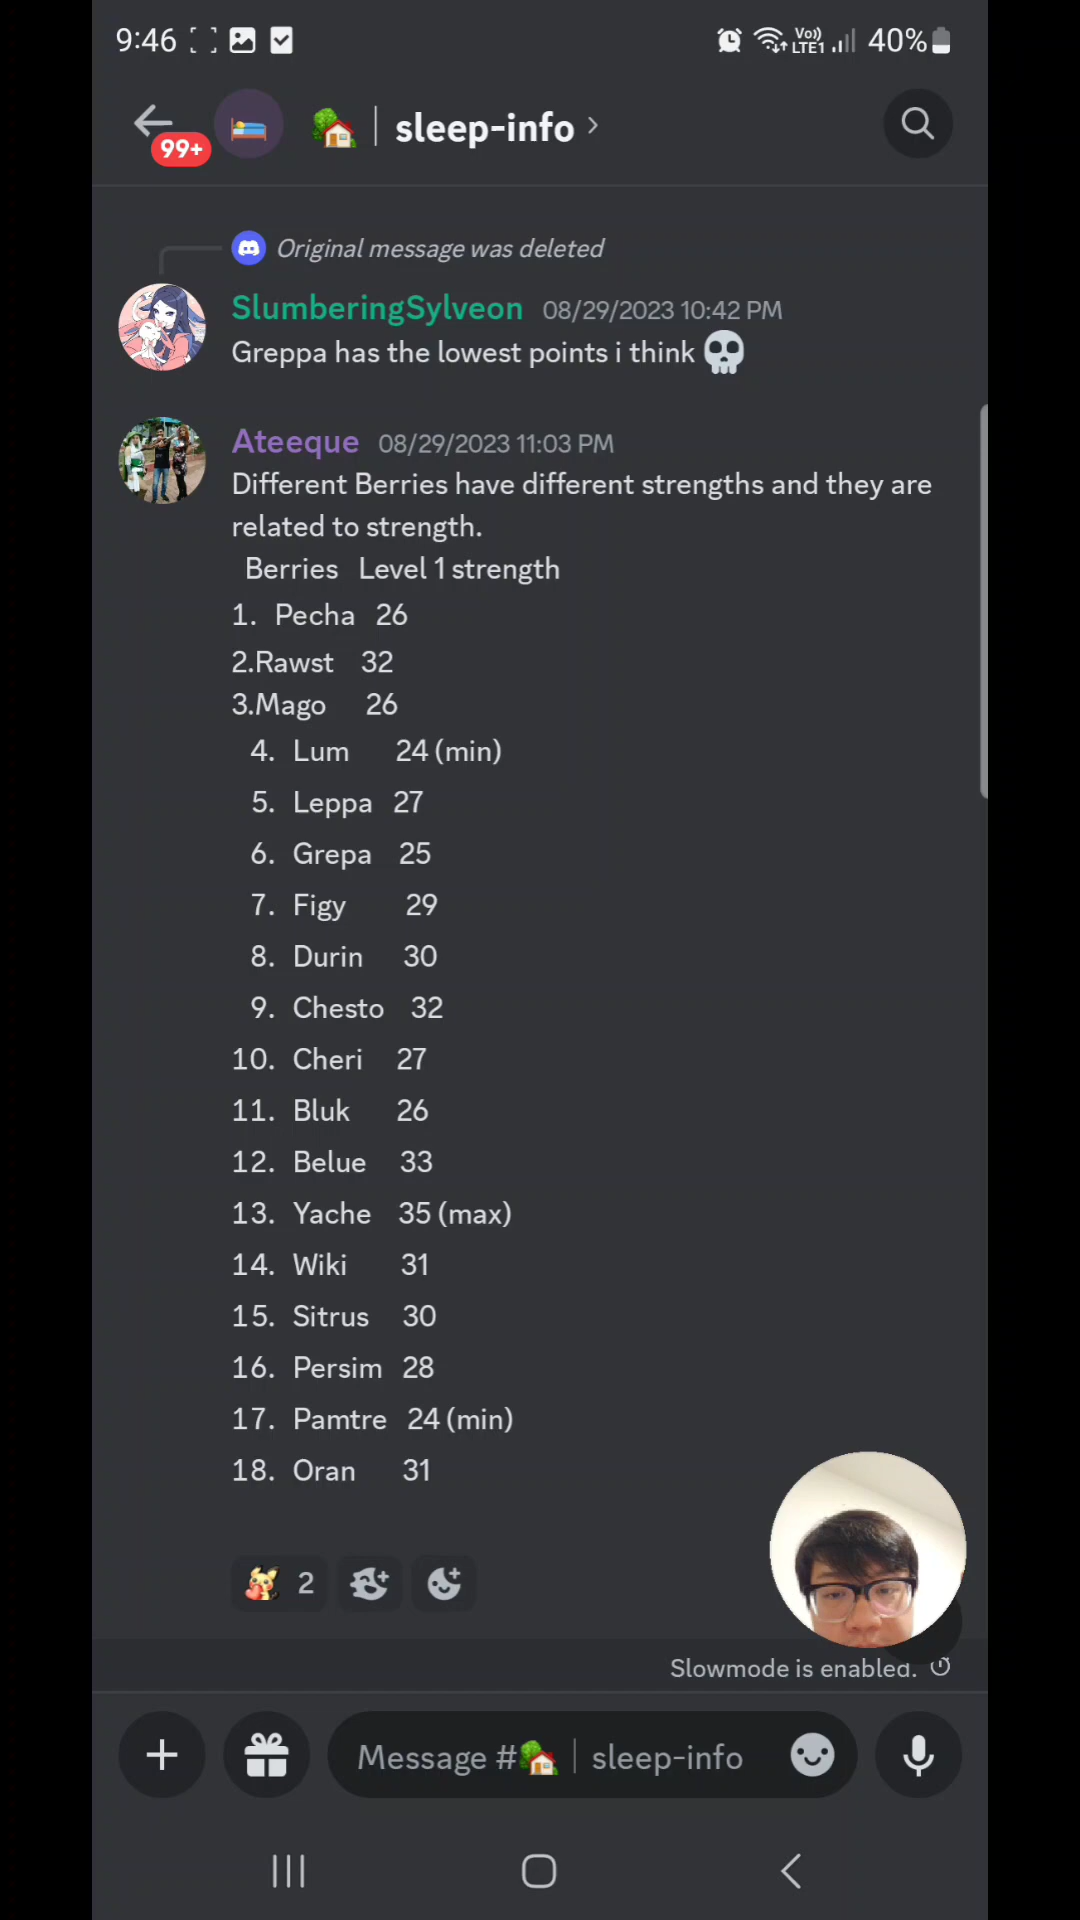 9:46 Vo)) LTE1 40%
99+ | sleep-info >
Original message was deleted
SlumberingSylveon 08/29/2023 10:42 PM
Greppa has the lowest points i think 💀
Ateeque 08/29/2023 11:03 PM
Different Berries have different strengths and they are
related to strength.
Berries Level 1 strength
1. Pecha 26
2.Rawst 32
3.Mago 26
4. Lum 24 (min)
5. Leppa 27
6. Grepa 25
7. Figy 29
8. Durin 30
9. Chesto 32
10. Cheri 27
11. Bluk 26
12. Belue 33
13. Yache 35 (max)
14. Wiki 31
15. Sitrus 30
16. Persim 28
17. Pamtre 24 (min)
18. Oran 31
2
Slowmode is enabled.
Message #🏡 | sleep-info